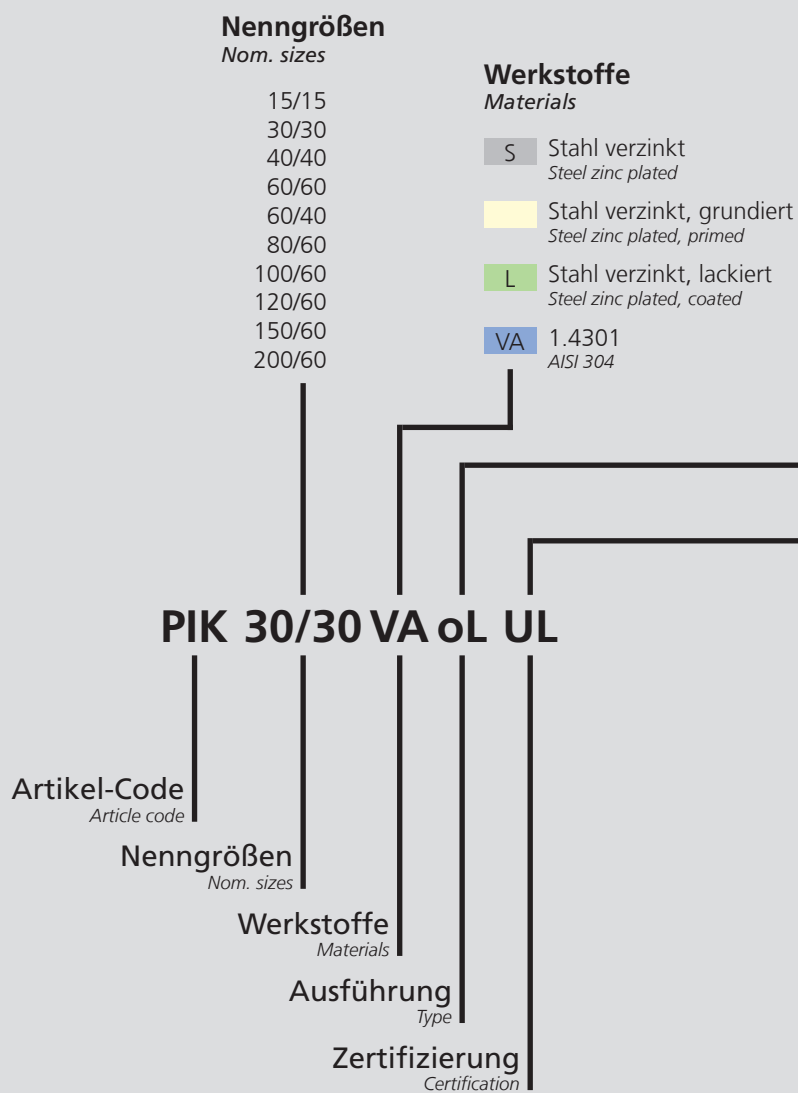 Nenngrößen
Nom. sizes
15/15
30/30
40/40
60/60
60/40
80/60
100/60
120/60
150/60
200/60
Werkstoffe
Materials
S Stahl verzinkt
Steel zinc plated
Stahl verzinkt, grundiert
Steel zinc plated, primed
L Stahl verzinkt, lackiert
Steel zinc plated, coated
VA 1.4301
AISI 304
PIK 30/30 VA oL UL
Artikel-Code
Article code
Nenngrößen
Nom. sizes
Werkstoffe
Materials
Ausführung
Type
Zertifizierung
Certification